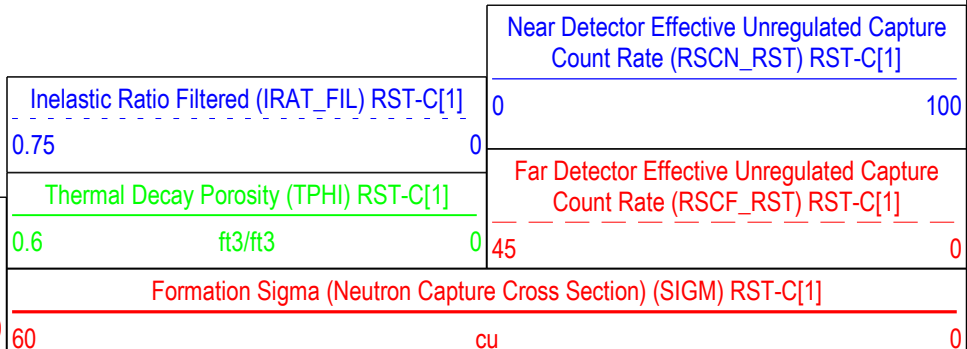 Near Detector Effective Unregulated Capture
Count Rate (RSCN_RST) RST-C[1]
0 100
Inelastic Ratio Filtered (IRAT_FIL) RST-C[1]
0.75 0
Far Detector Effective Unregulated Capture
Count Rate (RSCF_RST) RST-C[1]
45 0
Thermal Decay Porosity (TPHI) RST-C[1]
0.6 ft3/ft3 0
Formation Sigma (Neutron Capture Cross Section) (SIGM) RST-C[1]
60 cu 0